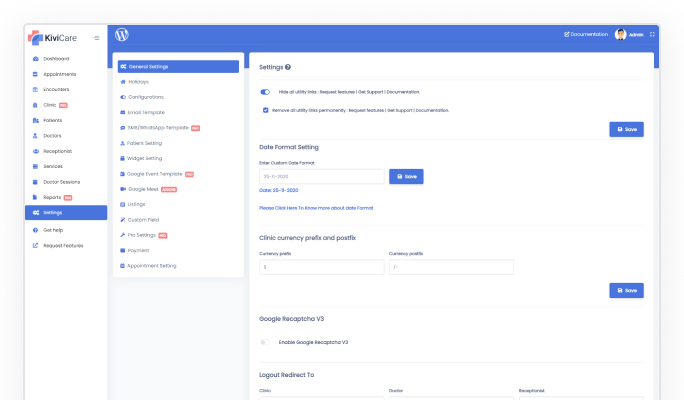 KiviCare
Documentation
Admin
Dashboard
Appointments
Encounters
Clinic PRO
Patients
Doctors
Receptionist
Services
Doctor Sessions
Reports PRO
Settings
Get help
Request Features
General Settings
Holidays
Configurations
Email Template
SMS/WhatsApp Template PRO
Patient Setting
Widget Setting
Google Event Template PRO
Google Meet ADDON
Listings
Custom Field
Pro Settings PRO
Payment
Appointment Setting
Settings
Hide all utility links : Request features | Get Support | Documentation.
Remove all utility links permanently : Request features | Get Support | Documentation.
Save
Date Format Setting
Enter Custom Date Format
25-11-2020
Save
Date: 25-11-2020
Please Click Here To Know more about date Format
Clinic currency prefix and postfix
Currency prefix
Currency postfix
Save
Google Recaptcha V3
Enable Google Recaptcha V3
Logout Redirect To
Clinic
Doctor
Receptionist